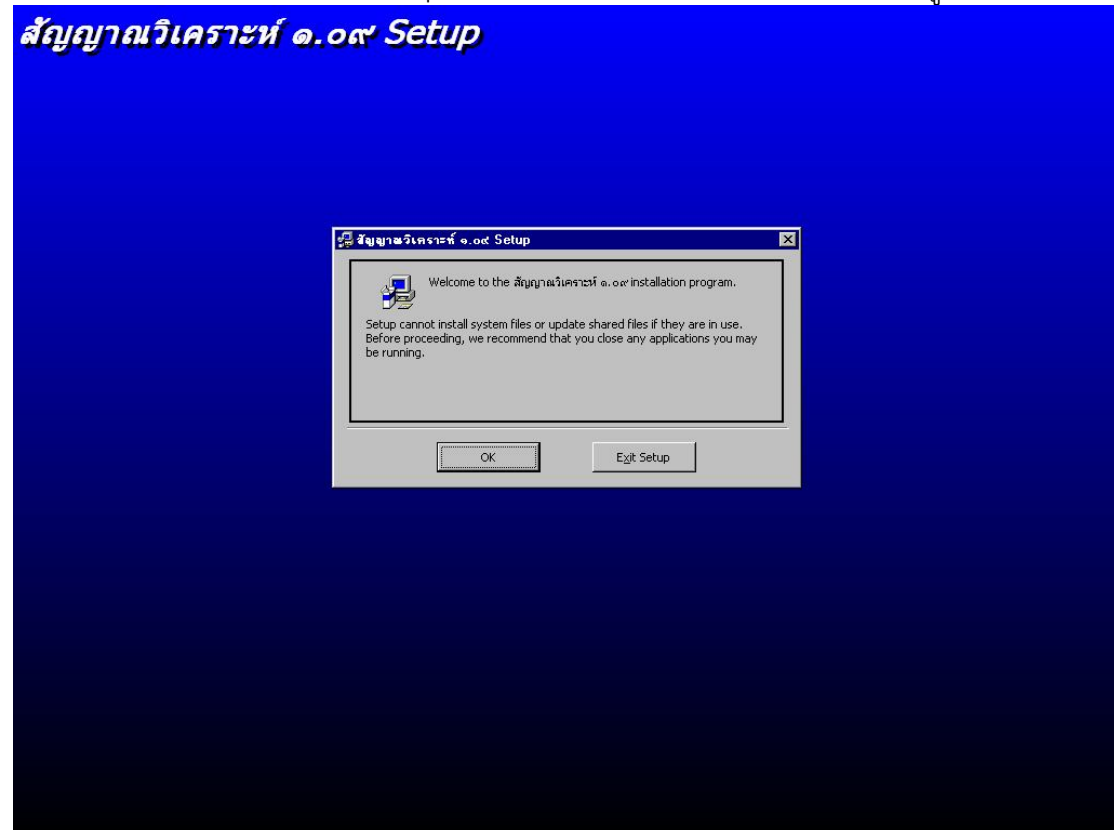 สัญญาณวิเคราะห์ ๑.๐๙ Setup
สัญญาณวิเคราะห์ ๑.๐๙ Setup
Welcome to the สัญญาณวิเคราะห์ ๑.๐๙ installation program.
Setup cannot install system files or update shared files if they are in use.
Before proceeding, we recommend that you close any applications you may
be running.
OK
Exit Setup